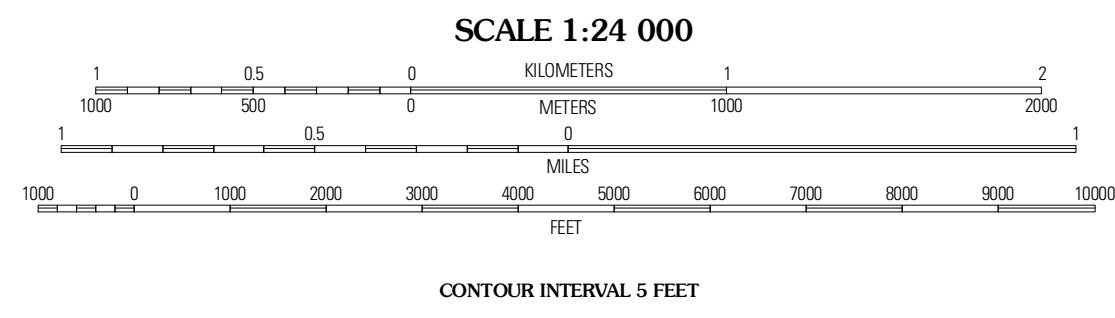 SCALE 1:24 000
1 0.5 0 KILOMETERS 1 2
1000 500 0 METERS 1000 2000
1 0.5 0 1
MILES
1000 0 1000 2000 3000 4000 5000 6000 7000 8000 9000 10000
FEET
CONTOUR INTERVAL 5 FEET